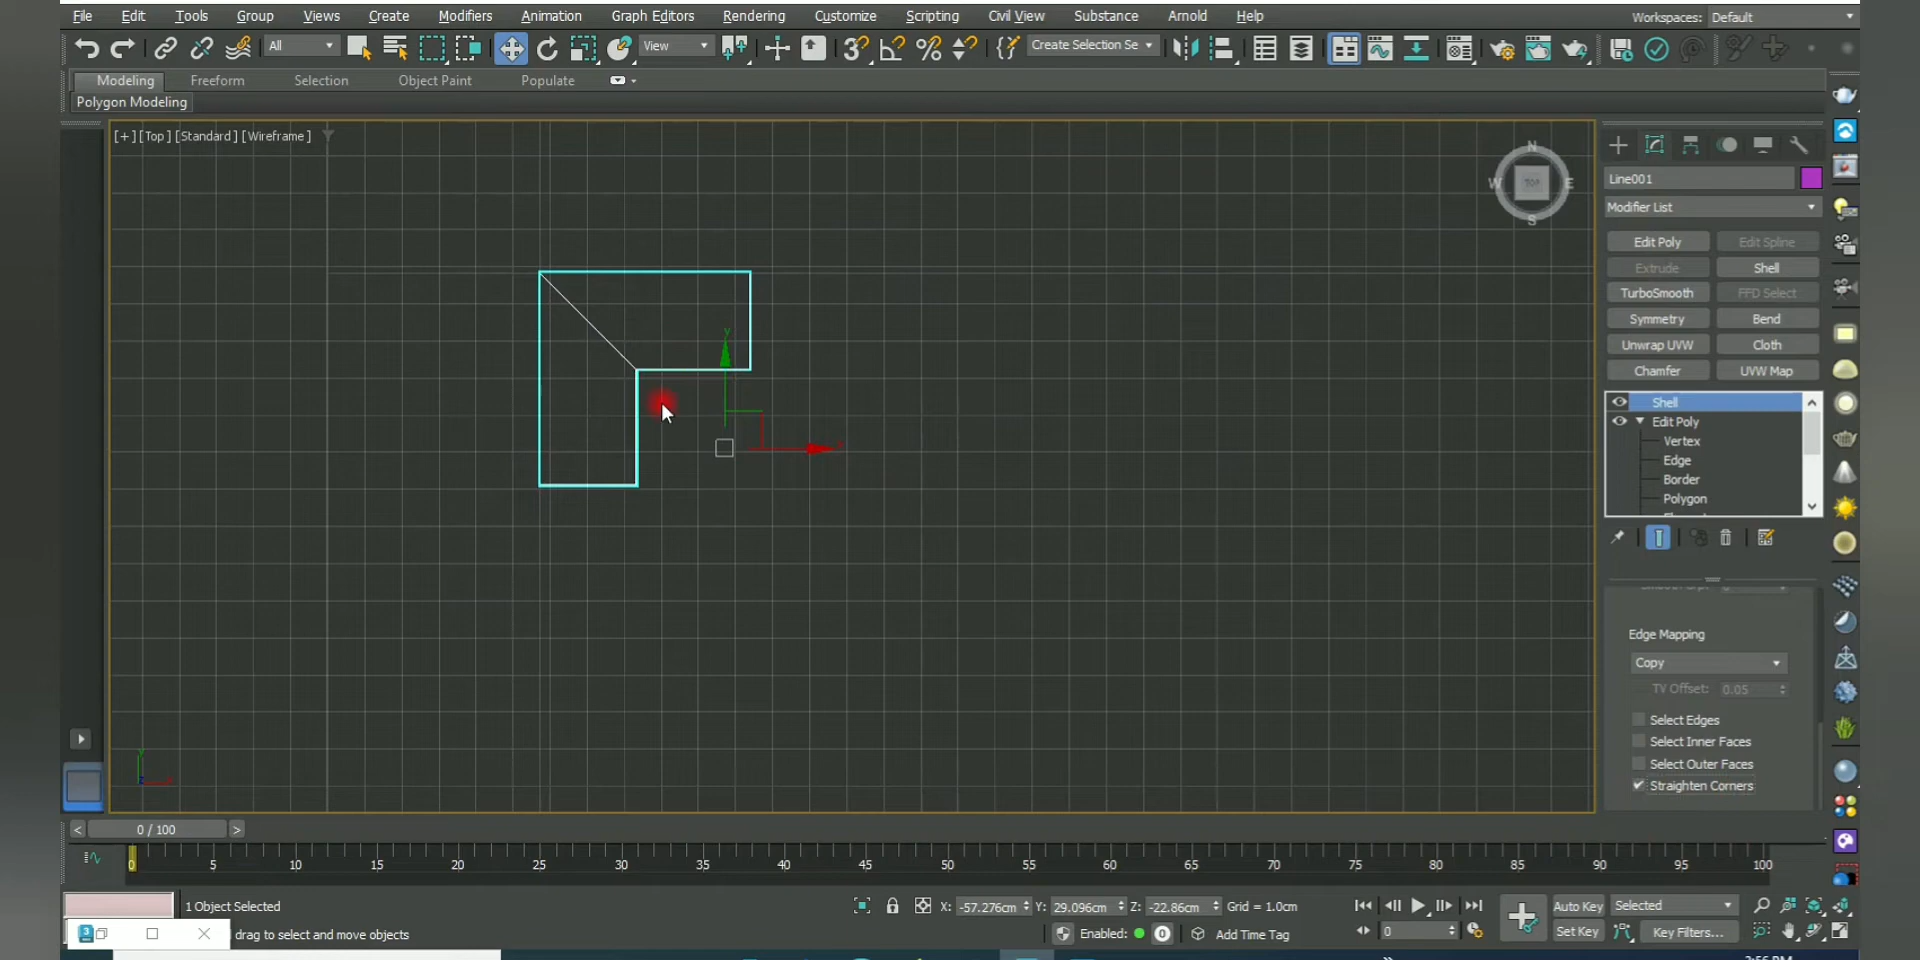 File Edit Tools Group Views Create Modifiers Animation Graph Editors Rendering Customize Scripting Civil View Substance Arnold Help Workspaces: Default
All View Create Selection Se
Modeling Freeform Selection Object Paint Populate
Polygon Modeling
[+] [Top] [Standard] [Wireframe]
N
W TOP E
S
Line001
Modifier List
Edit Poly Edit Spline
Extrude Shell
TurboSmooth FFD Select
Symmetry Bend
Unwrap UVW Cloth
Chamfer UVW Map
Shell
Edit Poly
Vertex
Edge
Border
Polygon
Edge Mapping
Copy
TV Offset: 0.05
Select Edges
Select Inner Faces
Select Outer Faces
Straighten Corners
y
x
y
z x
< 0 / 100 >
0 5 10 15 20 25 30 35 40 45 50 55 60 65 70 75 80 85 90 95 100
1 Object Selected X: -57.276cm Y: 29.096cm Z: -22.86cm Grid = 1.0cm Auto Key Selected
3 drag to select and move objects Enabled: 0 Add Time Tag 0 Set Key Key Filters...